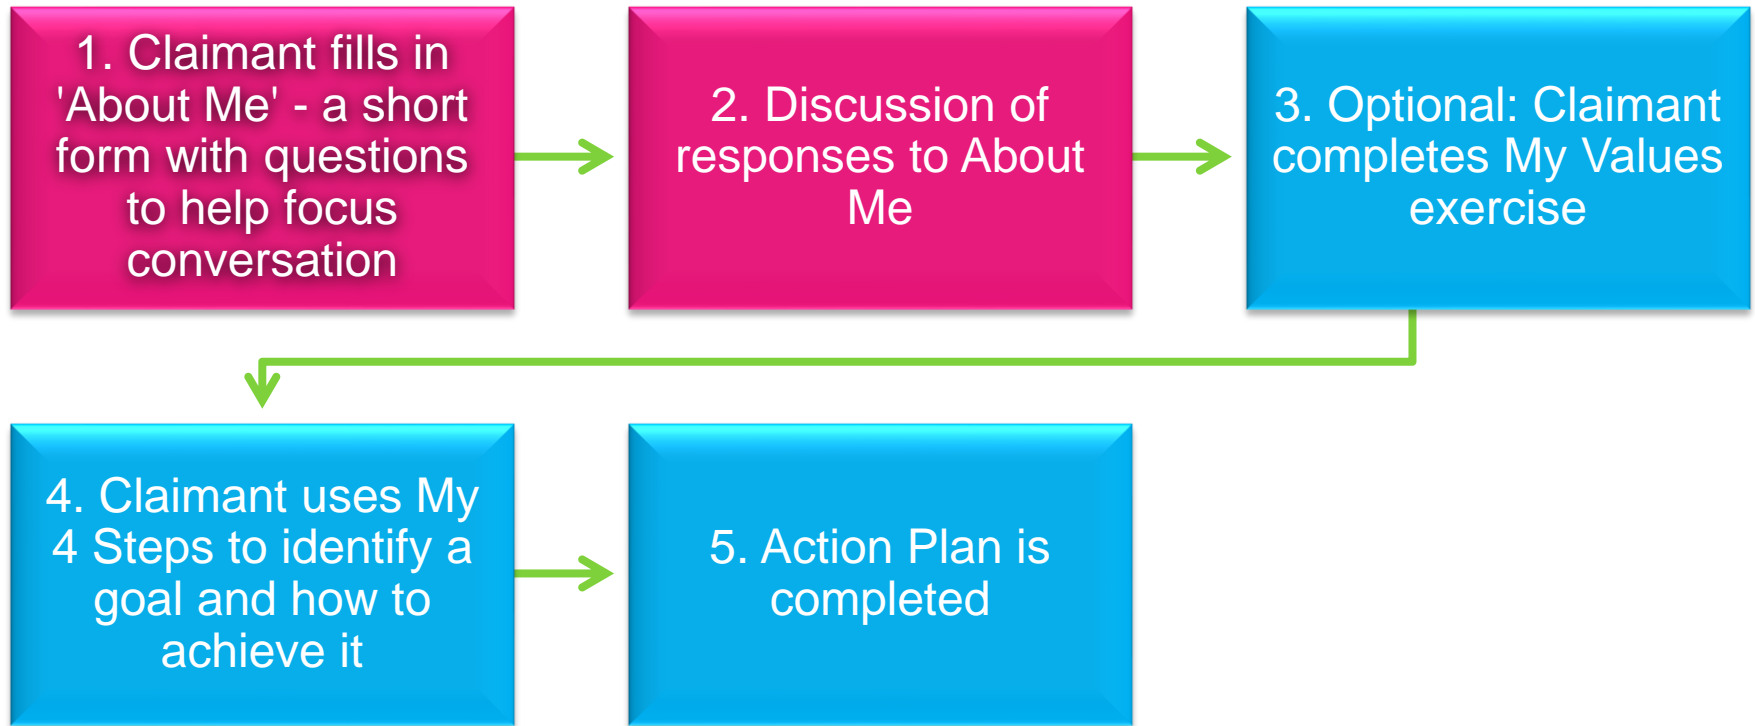 1. Claimant fills in
'About Me' - a short
form with questions
to help focus
conversation
2. Discussion of
responses to About
Me
3. Optional: Claimant
completes My Values
exercise
4. Claimant uses My
4 Steps to identify a
goal and how to
achieve it
5. Action Plan is
completed